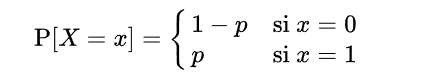 P[X = x] = { 1 − p si x = 0
p si x = 1